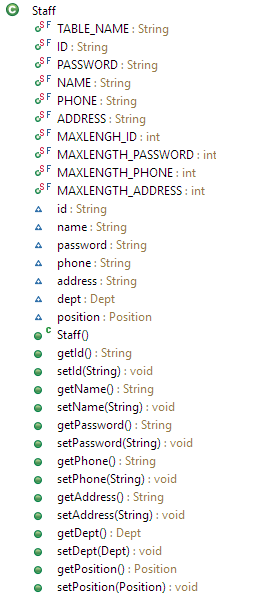 Staff
TABLE_NAME : String
ID : String
PASSWORD : String
NAME : String
PHONE : String
ADDRESS : String
MAXLENGH_ID : int
MAXLENGTH_PASSWORD : int
MAXLENGTH_PHONE : int
MAXLENGTH_ADDRESS : int
id : String
name : String
password : String
phone : String
address : String
dept : Dept
position : Position
Staff()
getId() : String
setId(String) : void
getName() : String
setName(String) : void
getPassword() : String
setPassword(String) : void
getPhone() : String
setPhone(String) : void
getAddress() : String
setAddress(String) : void
getDept() : Dept
setDept(Dept) : void
getPosition() : Position
setPosition(Position) : void